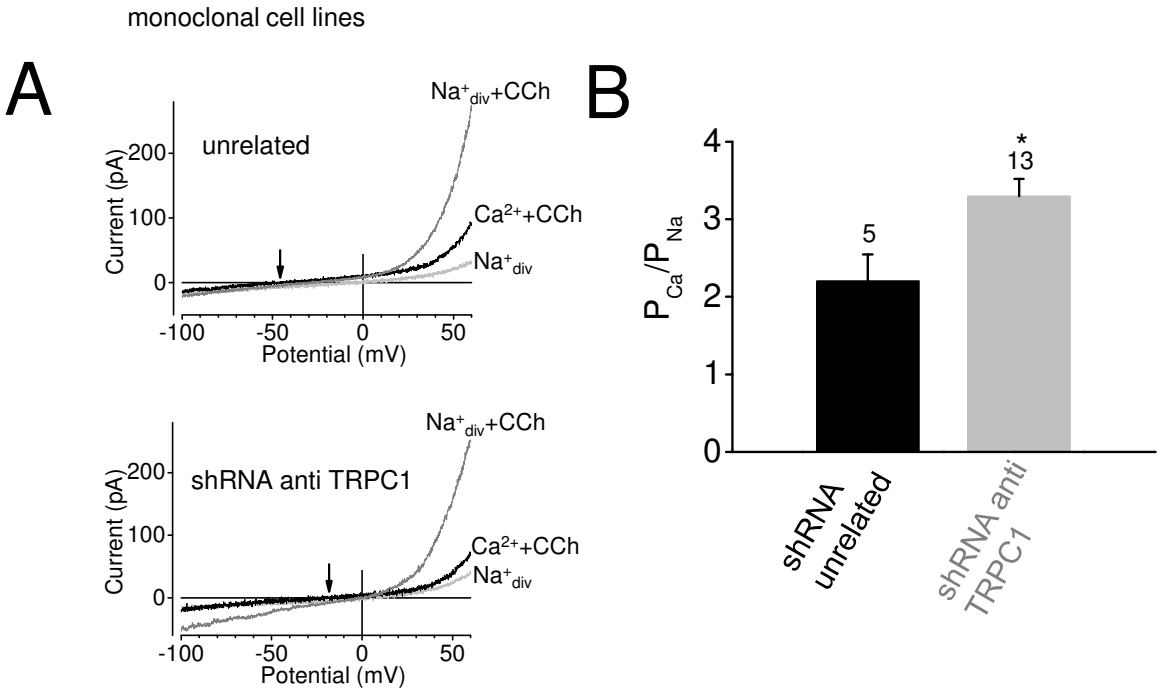 monoclonal cell lines
A
Na⁺div+CCh
unrelated
200
100
0
Ca²⁺+CCh
Na⁺div
-100 -50 0 50
Current (pA)
Potential (mV)
Na⁺div+CCh
shRNA anti TRPC1
200
100
0
Ca²⁺+CCh
Na⁺div
-100 -50 0 50
Current (pA)
Potential (mV)
B
4
3
2
1
0
PCa/PNa
5
*
13
shRNA
unrelated
shRNA anti
TRPC1